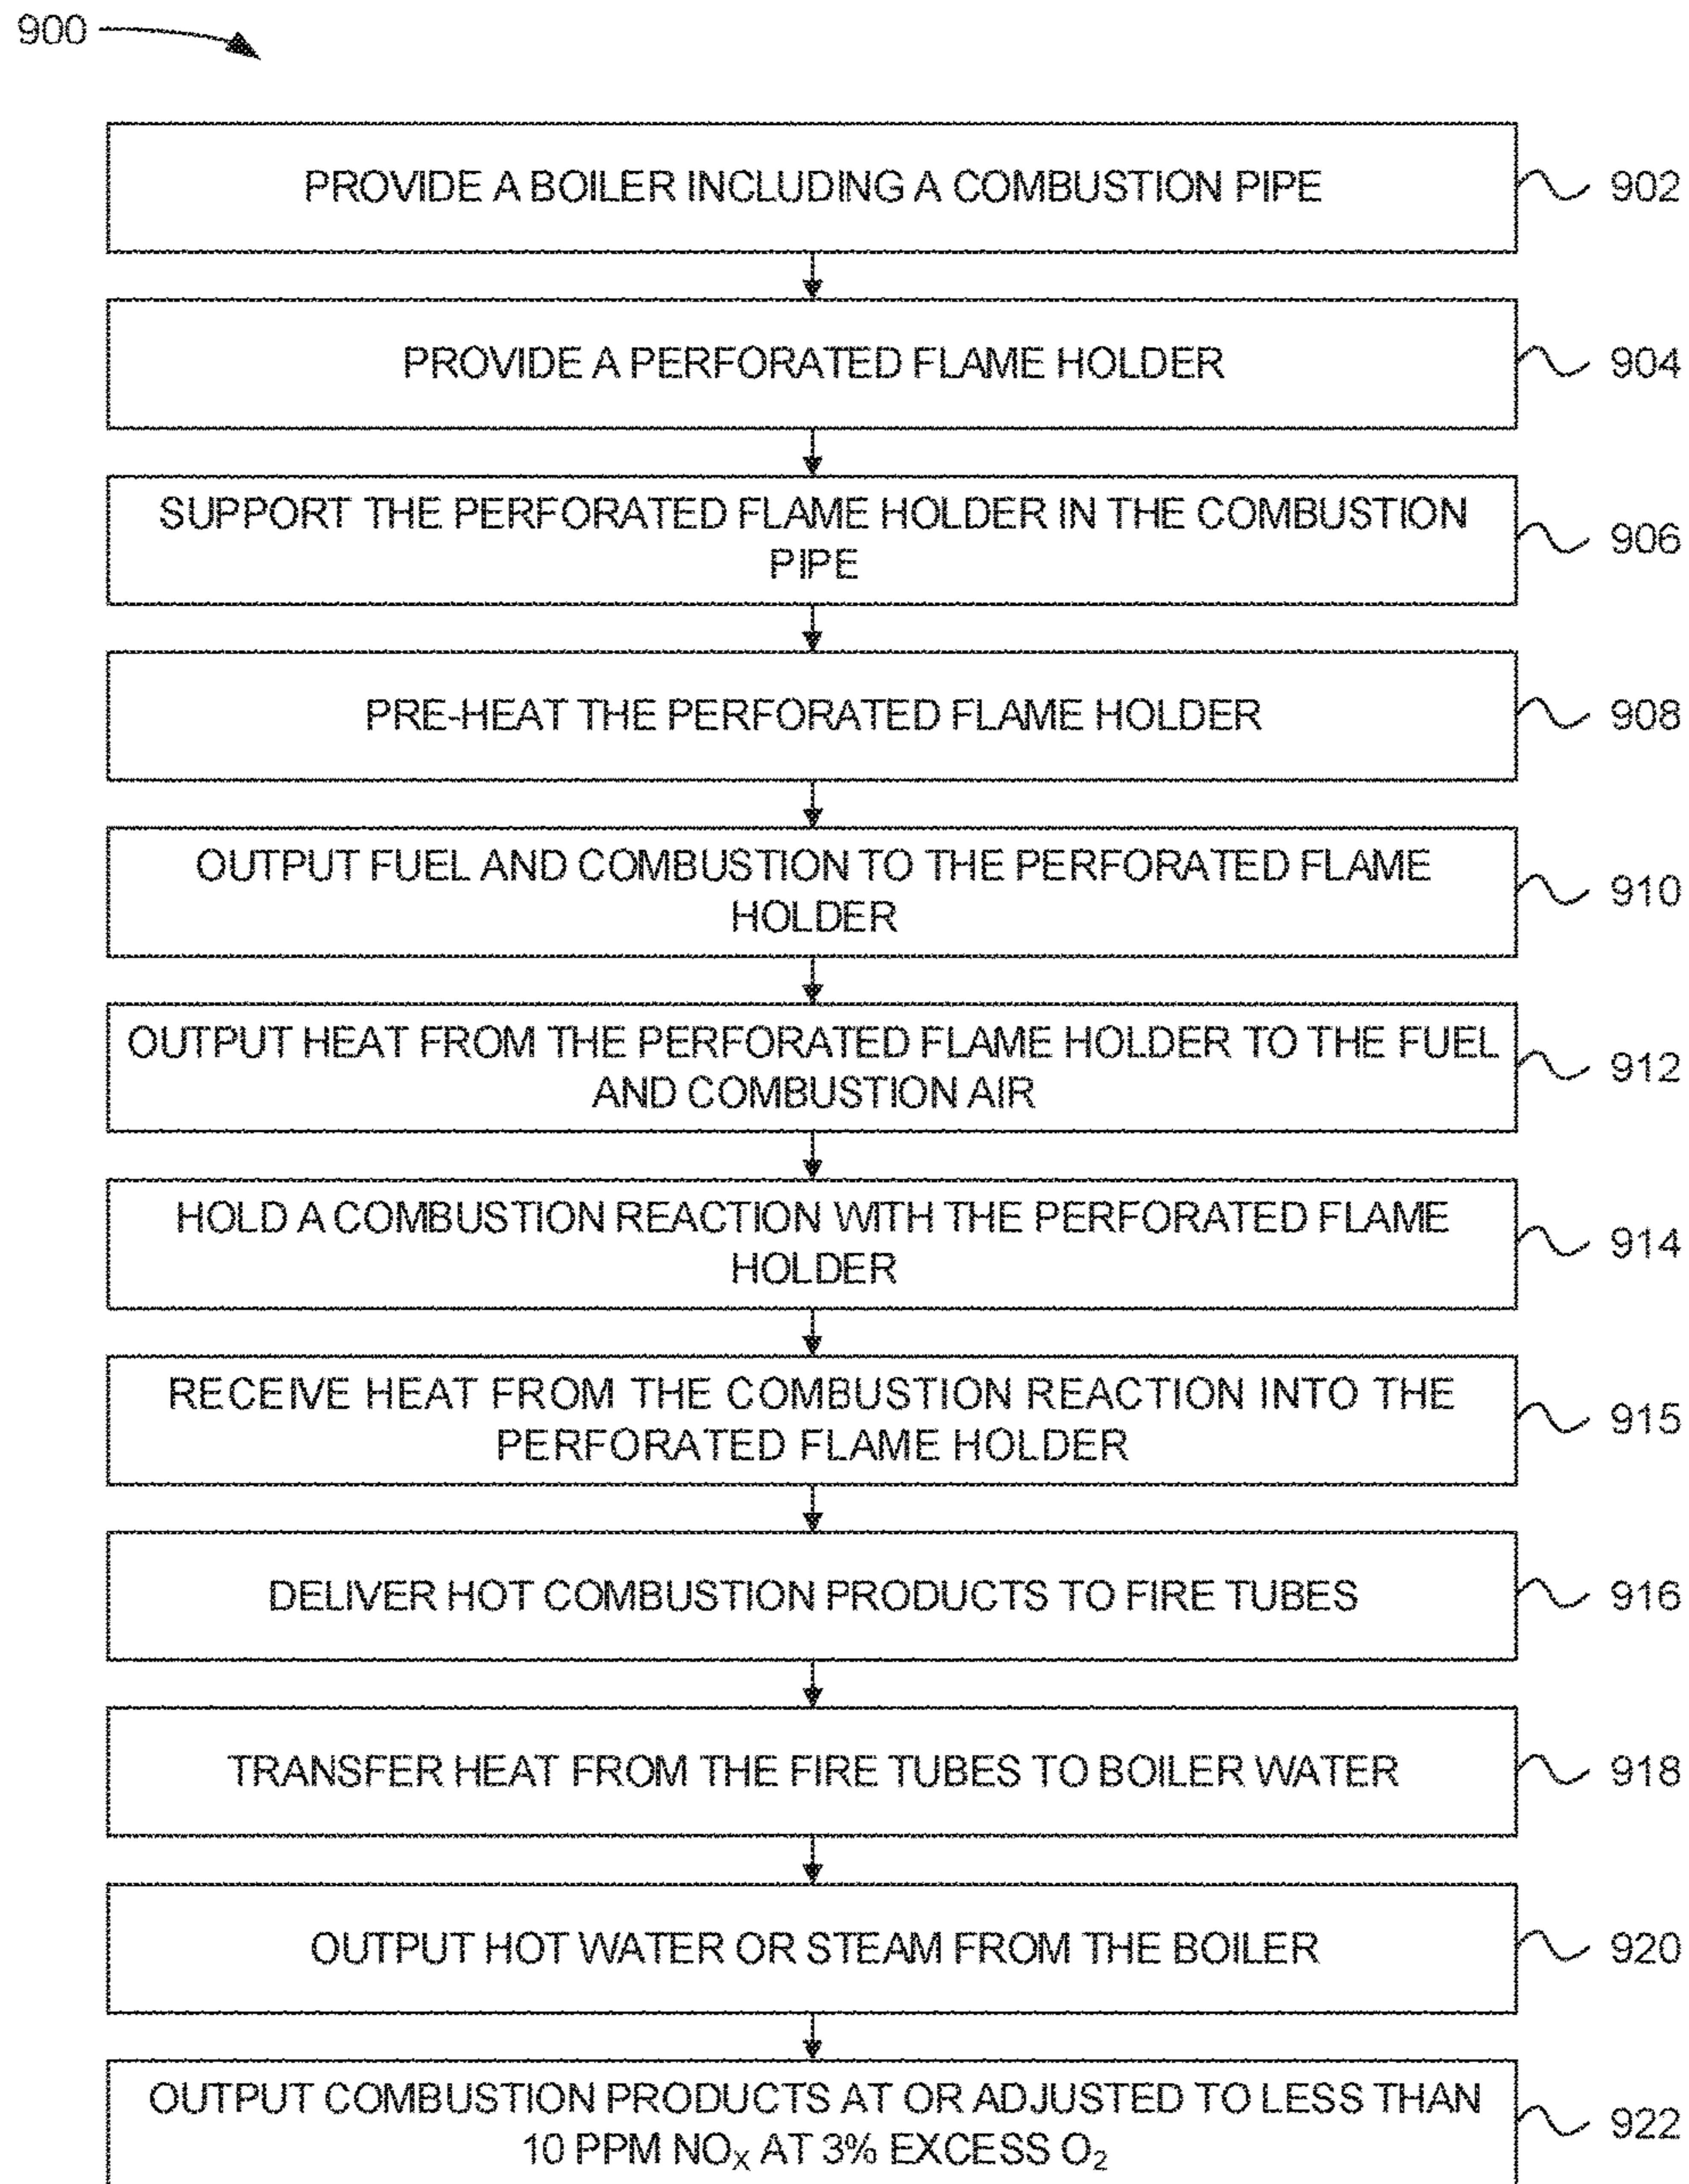 900
PROVIDE A BOILER INCLUDING A COMBUSTION PIPE
902
PROVIDE A PERFORATED FLAME HOLDER
904
SUPPORT THE PERFORATED FLAME HOLDER IN THE COMBUSTION
PIPE
906
PRE-HEAT THE PERFORATED FLAME HOLDER
908
OUTPUT FUEL AND COMBUSTION TO THE PERFORATED FLAME
HOLDER
910
OUTPUT HEAT FROM THE PERFORATED FLAME HOLDER TO THE FUEL
AND COMBUSTION AIR
912
HOLD A COMBUSTION REACTION WITH THE PERFORATED FLAME
HOLDER
914
RECEIVE HEAT FROM THE COMBUSTION REACTION INTO THE
PERFORATED FLAME HOLDER
915
DELIVER HOT COMBUSTION PRODUCTS TO FIRE TUBES
916
TRANSFER HEAT FROM THE FIRE TUBES TO BOILER WATER
918
OUTPUT HOT WATER OR STEAM FROM THE BOILER
920
OUTPUT COMBUSTION PRODUCTS AT OR ADJUSTED TO LESS THAN
10 PPM NOₓ AT 3% EXCESS O₂
922